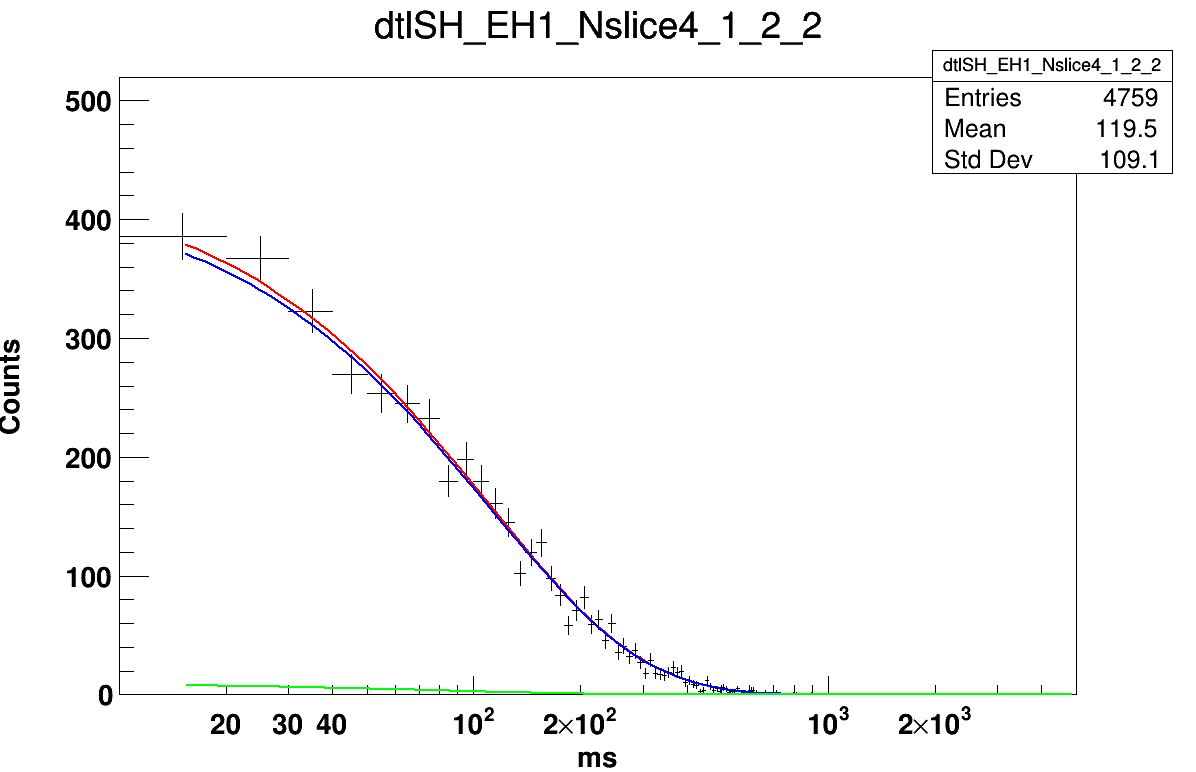 dtlSH_EH1_Nslice4_1_2_2
dtlSH_EH1_Nslice4_1_2_2
Entries 4759
Mean 119.5
Std Dev 109.1
500
400
300
200
100
0
Counts
20 30 40 10² 2×10² 10³ 2×10³
ms